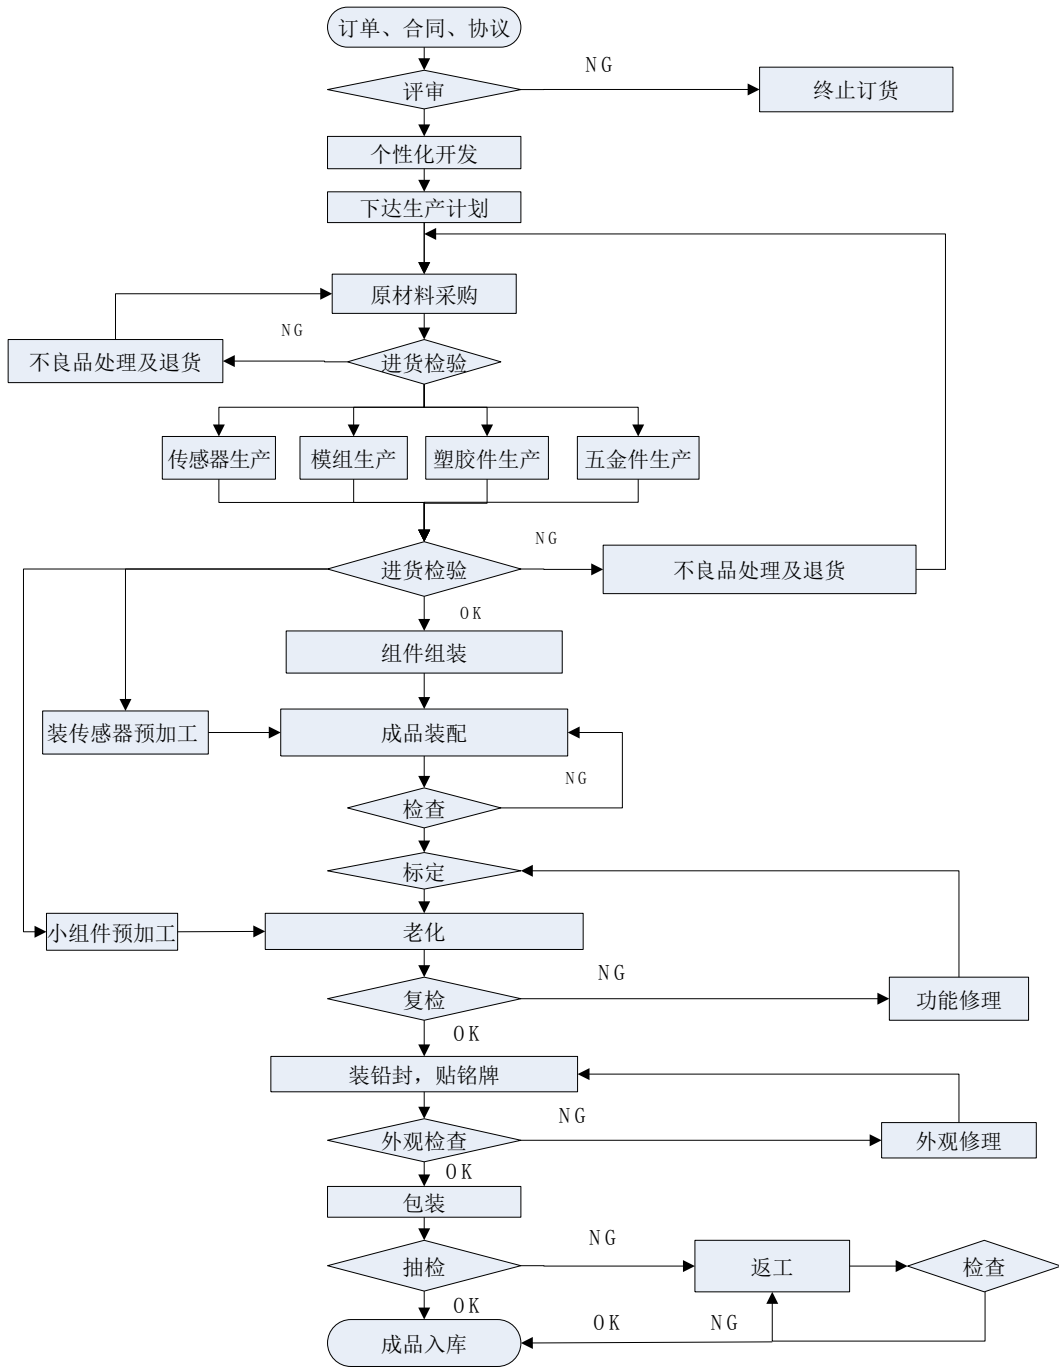 订单、合同、协议
NG
评审
终止订货
个性化开发
下达生产计划
原材料采购
NG
不良品处理及退货
进货检验
传感器生产
模组生产
塑胶件生产
五金件生产
NG
进货检验
不良品处理及退货
OK
组件组装
装传感器预加工
成品装配
NG
检查
标定
小组件预加工
老化
NG
复检
功能修理
OK
装铅封，贴铭牌
NG
外观检查
外观修理
OK
包装
NG
抽检
返工
检查
OK
OK
NG
成品入库